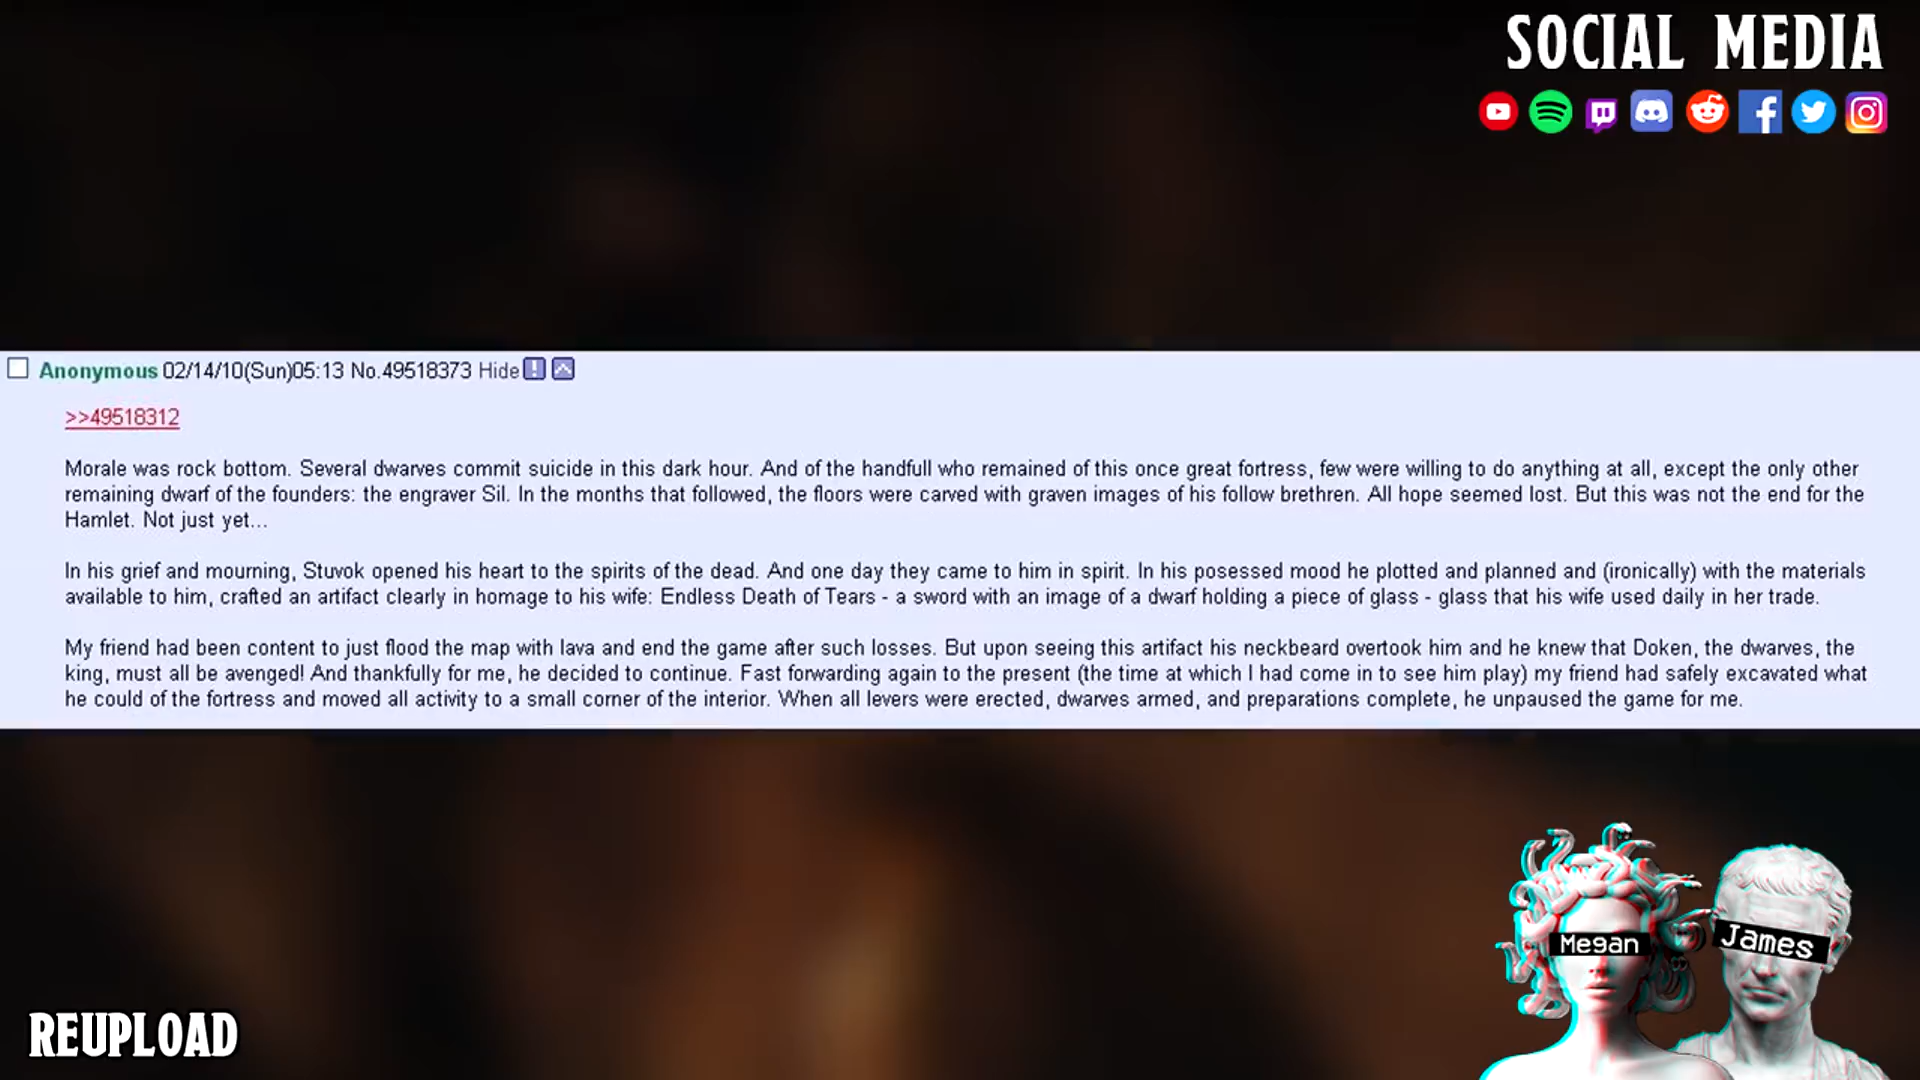 SOCIAL MEDIA
Anonymous 02/14/10(Sun)05:13 No.49518373 Hide
>>49518312
Morale was rock bottom. Several dwarves commit suicide in this dark hour. And of the handfull who remained of this once great fortress, few were willing to do anything at all, except the only other
remaining dwarf of the founders: the engraver Sil. In the months that followed, the floors were carved with graven images of his follow brethren. All hope seemed lost. But this was not the end for the
Hamlet. Not just yet...
In his grief and mourning, Stuvok opened his heart to the spirits of the dead. And one day they came to him in spirit. In his posessed mood he plotted and planned and (ironically) with the materials
available to him, crafted an artifact clearly in homage to his wife: Endless Death of Tears - a sword with an image of a dwarf holding a piece of glass - glass that his wife used daily in her trade.
My friend had been content to just flood the map with lava and end the game after such losses. But upon seeing this artifact his neckbeard overtook him and he knew that Doken, the dwarves, the
king, must all be avenged! And thankfully for me, he decided to continue. Fast forwarding again to the present (the time at which I had come in to see him play) my friend had safely excavated what
he could of the fortress and moved all activity to a small corner of the interior. When all levers were erected, dwarves armed, and preparations complete, he unpaused the game for me.
Megan
James
REUPLOAD